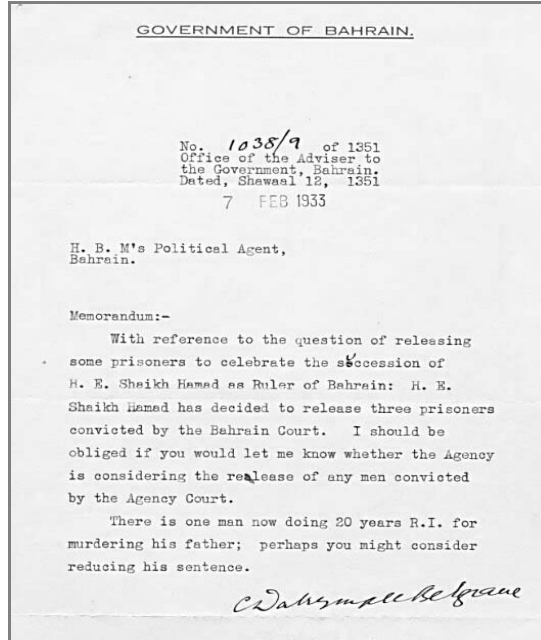 GOVERNMENT OF BAHRAIN.
No. 1038/9 of 1351
Office of the Adviser to
the Government, Bahrain.
Dated, Shawaal 12, 1351
7 FEB 1933
H. B. M's Political Agent,
Bahrain.
Memorandum:-
With reference to the question of releasing
some prisoners to celebrate the succession of
H. E. Shaikh Hamad as Ruler of Bahrain: H. E.
Shaikh Hamad has decided to release three prisoners
convicted by the Bahrain Court. I should be
obliged if you would let me know whether the Agency
is considering the realease of any men convicted
by the Agency Court.
There is one man now doing 20 years R.I. for
murdering his father; perhaps you might consider
reducing his sentence.
C Dalrymple Belgrave